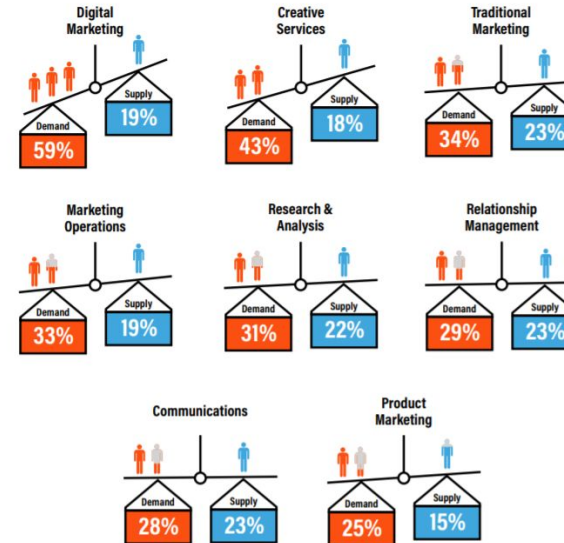 Digital
Marketing
Demand
59%
Supply
19%
Creative
Services
Demand
43%
Supply
18%
Traditional
Marketing
Demand
34%
Supply
23%
Marketing
Operations
Demand
33%
Supply
19%
Research &
Analysis
Demand
31%
Supply
22%
Relationship
Management
Demand
29%
Supply
23%
Communications
Demand
28%
Supply
23%
Product
Marketing
Demand
25%
Supply
15%